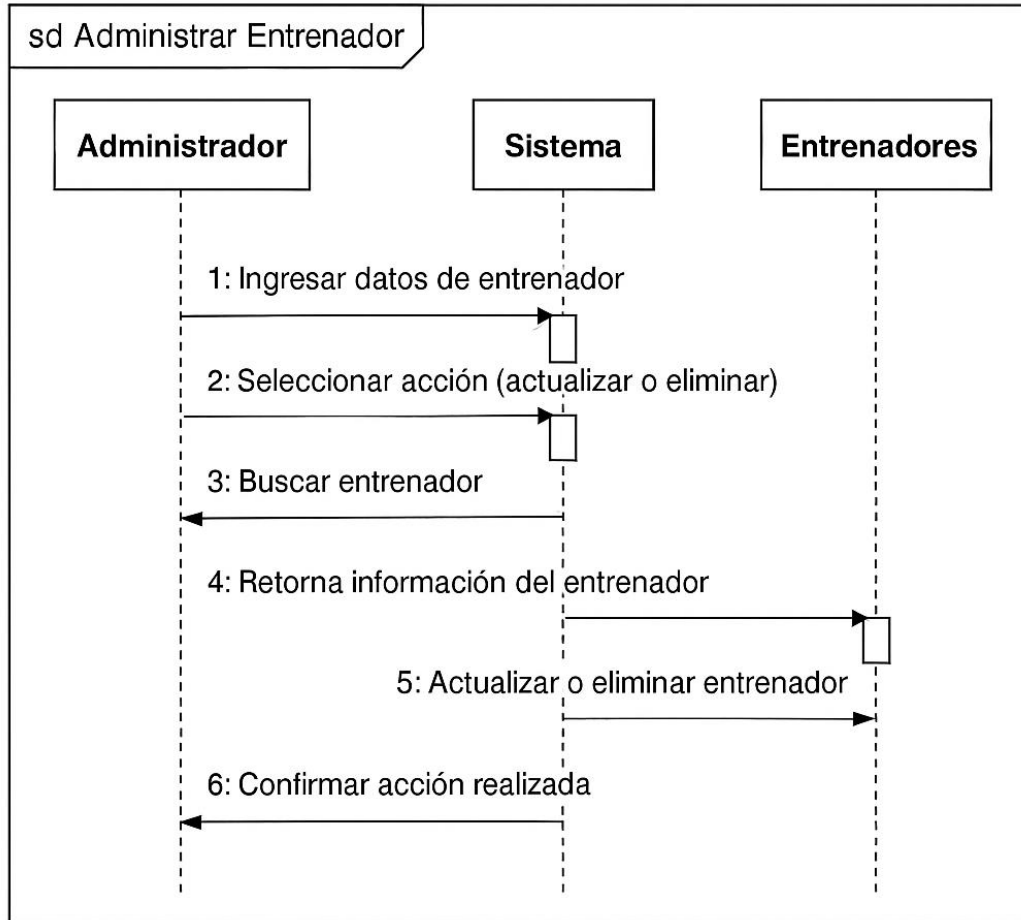 sd Administrar Entrenador
Administrador
Sistema
Entrenadores
1: Ingresar datos de entrenador
2: Seleccionar acción (actualizar o eliminar)
3: Buscar entrenador
4: Retorna información del entrenador
5: Actualizar o eliminar entrenador
6: Confirmar acción realizada